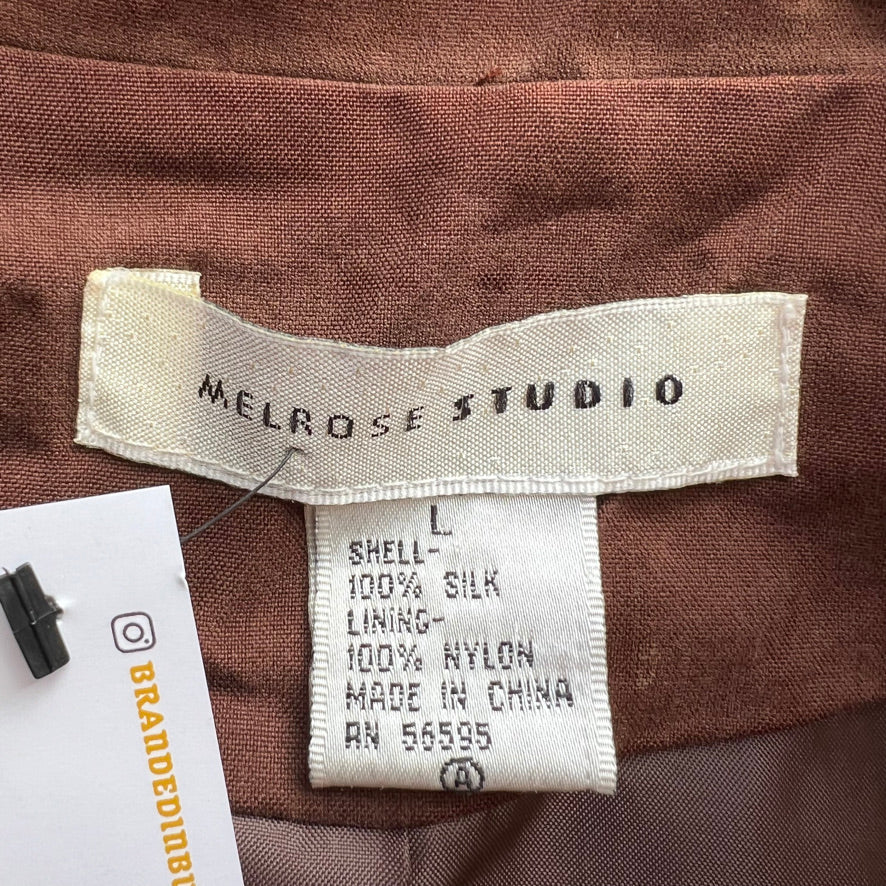 MELROSE STUDIO
L
SHELL-
100% SILK
LINING-
100% NYLON
MADE IN CHINA
RN 56595
A
BRANDEDINBU